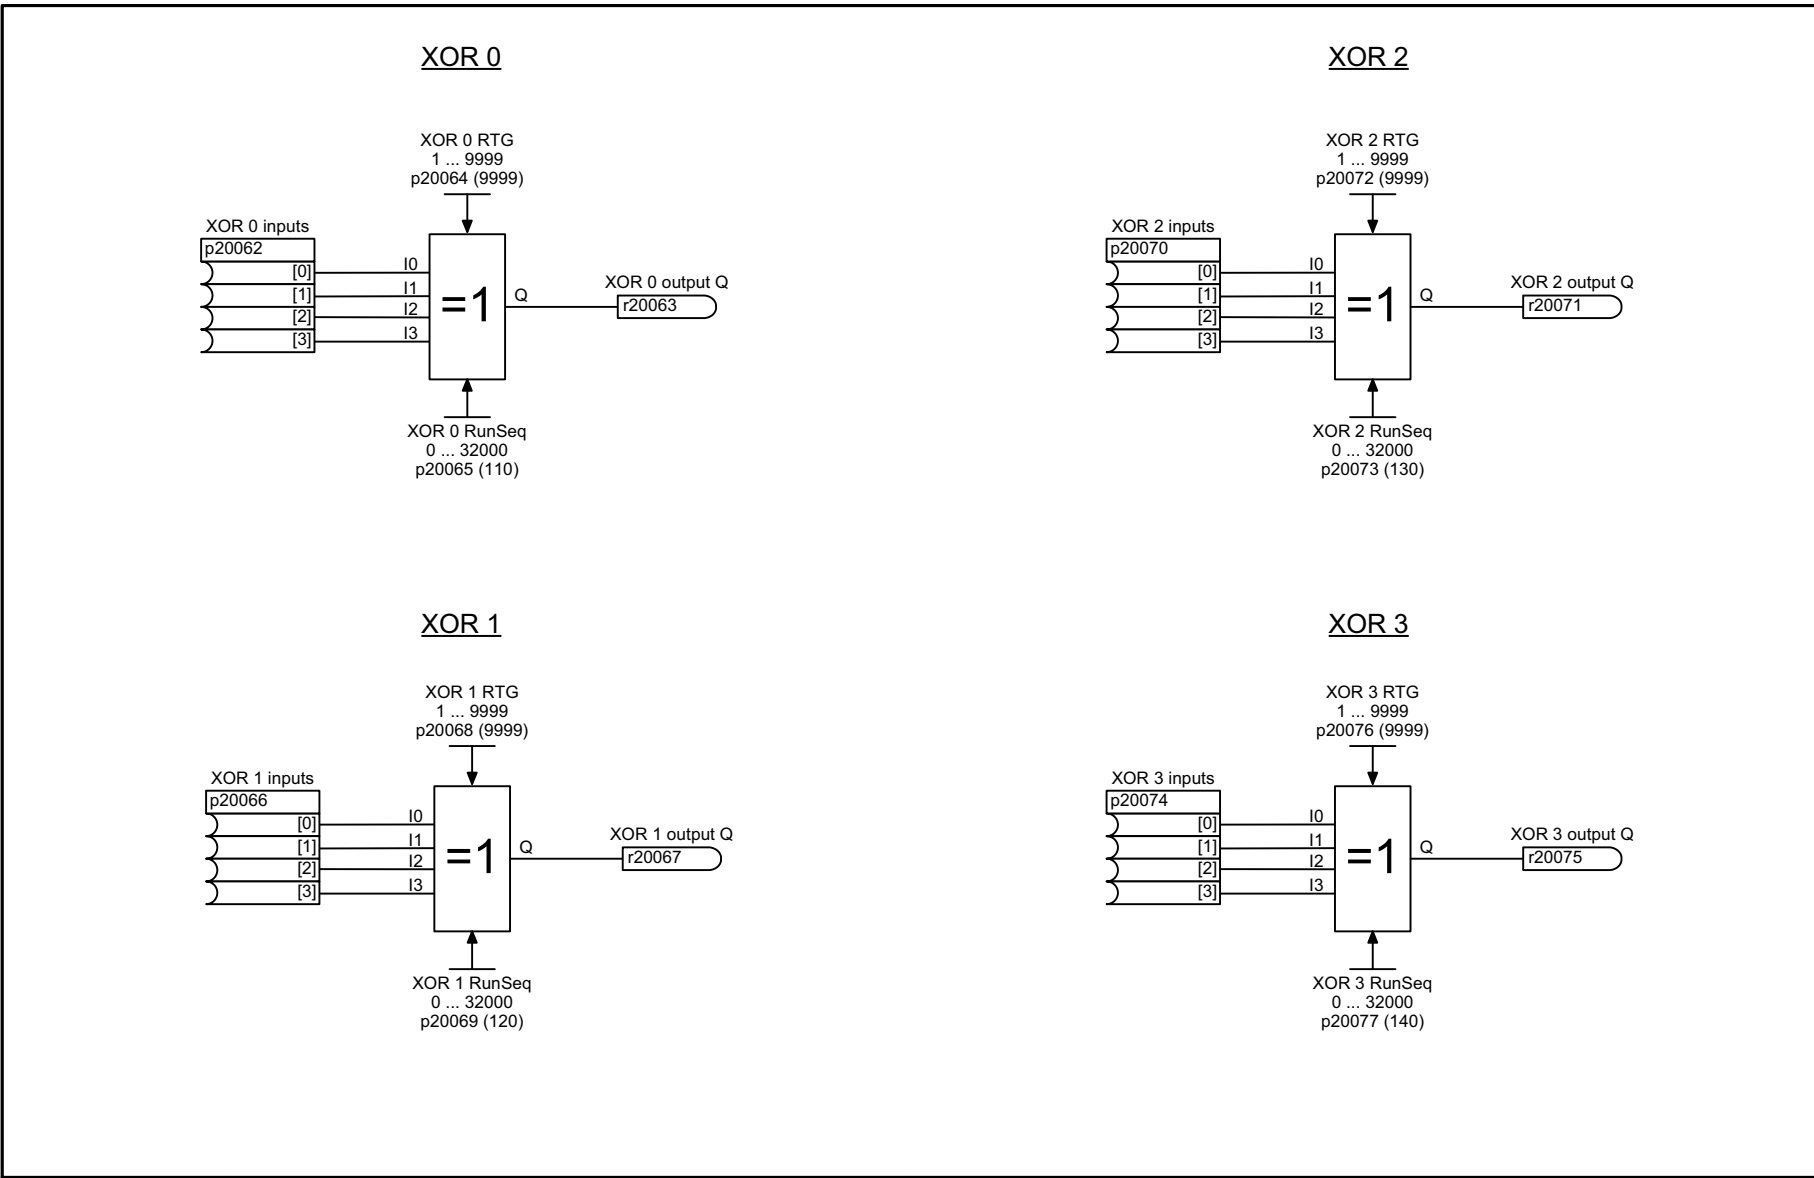 XOR 0
XOR 0 RTG
1 ... 9999
p20064 (9999)
XOR 0 inputs
p20062
[0]
[1]
[2]
[3]
I0
I1
I2
I3
=1
Q
XOR 0 output Q
r20063
XOR 0 RunSeq
0 ... 32000
p20065 (110)
XOR 2
XOR 2 RTG
1 ... 9999
p20072 (9999)
XOR 2 inputs
p20070
[0]
[1]
[2]
[3]
I0
I1
I2
I3
=1
Q
XOR 2 output Q
r20071
XOR 2 RunSeq
0 ... 32000
p20073 (130)
XOR 1
XOR 1 RTG
1 ... 9999
p20068 (9999)
XOR 1 inputs
p20066
[0]
[1]
[2]
[3]
I0
I1
I2
I3
=1
Q
XOR 1 output Q
r20067
XOR 1 RunSeq
0 ... 32000
p20069 (120)
XOR 3
XOR 3 RTG
1 ... 9999
p20076 (9999)
XOR 3 inputs
p20074
[0]
[1]
[2]
[3]
I0
I1
I2
I3
=1
Q
XOR 3 output Q
r20075
XOR 3 RunSeq
0 ... 32000
p20077 (140)